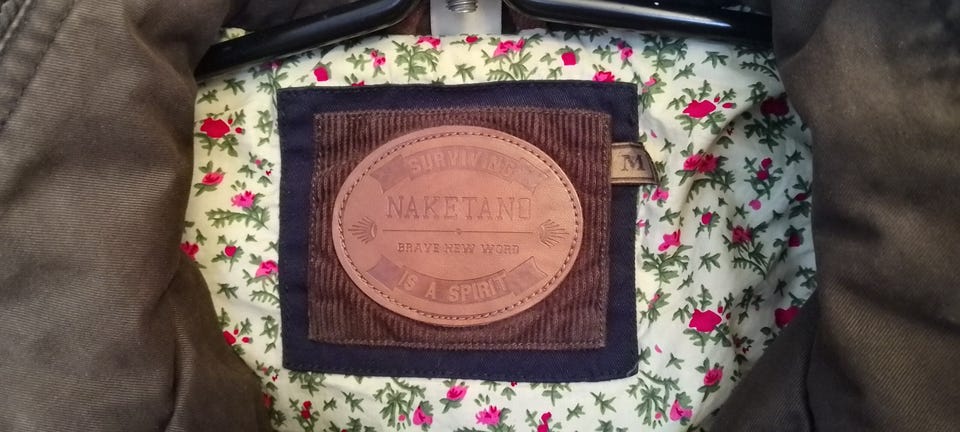 SURVIVING
NAKETANO
BRAVE NEW WORD
IS A SPIRIT
M